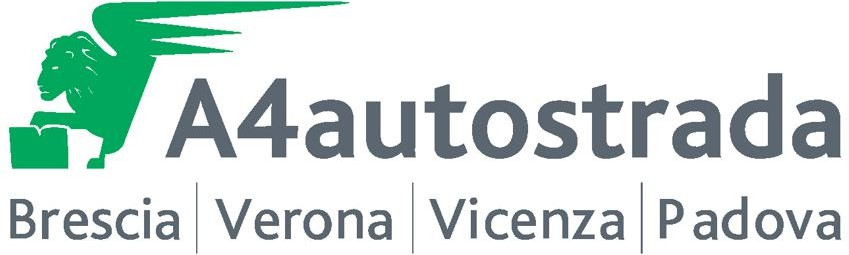 A4autostrada
Brescia | Verona | Vicenza | Padova